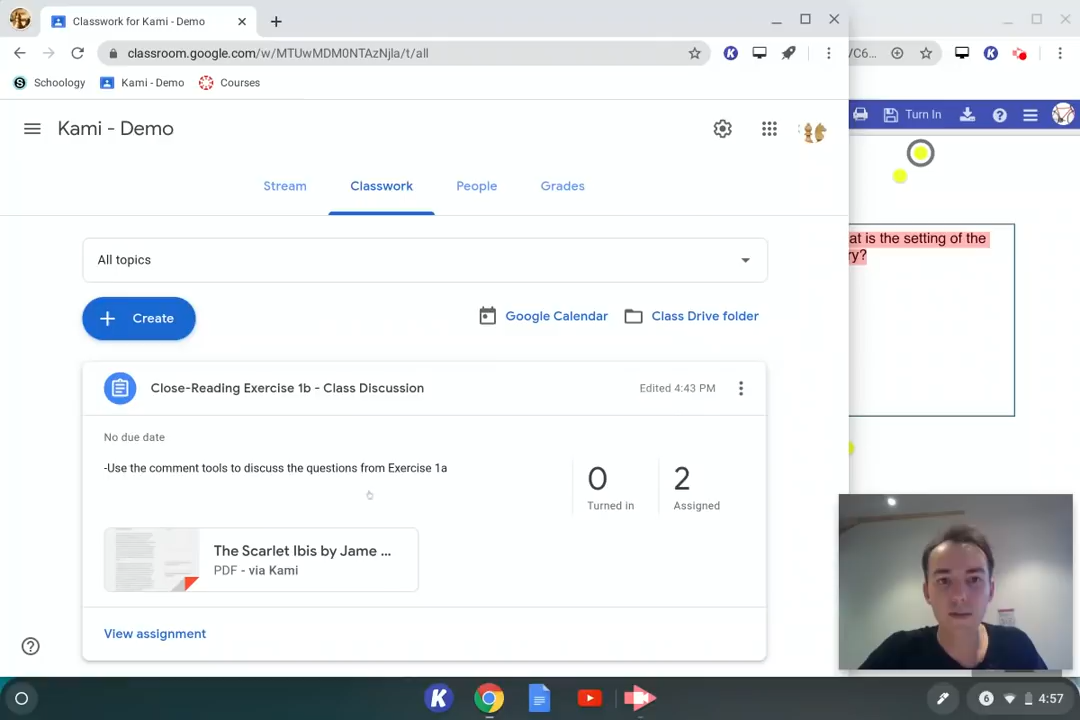 Classwork for Kami - Demo
classroom.google.com/w/MTUwMDM0NTAzNjla/t/all
/C6...
Schoology
Kami - Demo
Courses
Kami - Demo
Turn In
Stream
Classwork
People
Grades
at is the setting of the
ry?
All topics
Create
Google Calendar
Class Drive folder
Close-Reading Exercise 1b - Class Discussion
Edited 4:43 PM
No due date
-Use the comment tools to discuss the questions from Exercise 1a
0
Turned in
2
Assigned
The Scarlet Ibis by Jame ...
PDF - via Kami
View assignment
6
4:57